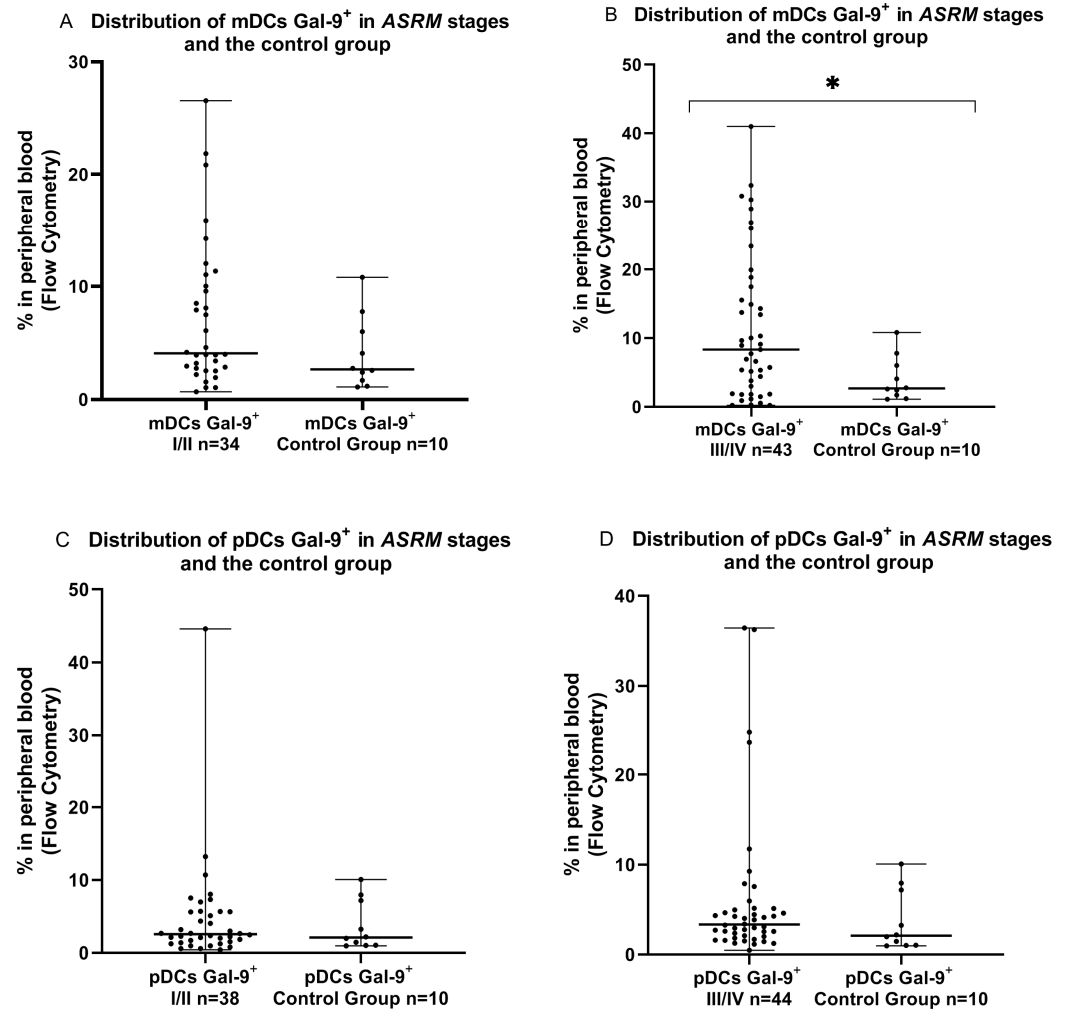 A Distribution of mDCs Gal-9⁺ in ASRM stages
and the control group
30
20
10
0
% in peripheral blood
(Flow Cytometry)
mDCs Gal-9⁺
I/II n=34
mDCs Gal-9⁺
Control Group n=10
B Distribution of mDCs Gal-9⁺ in ASRM stages
and the control group
50
40
30
20
10
0
% in peripheral blood
(Flow Cytometry)
*
mDCs Gal-9⁺
III/IV n=43
mDCs Gal-9⁺
Control Group n=10
C Distribution of pDCs Gal-9⁺ in ASRM stages
and the control group
50
40
30
20
10
0
% in peripheral blood
(Flow Cytometry)
pDCs Gal-9⁺
I/II n=38
pDCs Gal-9⁺
Control Group n=10
D Distribution of pDCs Gal-9⁺ in ASRM stages
and the control group
40
30
20
10
0
% in peripheral blood
(Flow Cytometry)
pDCs Gal-9⁺
III/IV n=44
pDCs Gal-9⁺
Control Group n=10